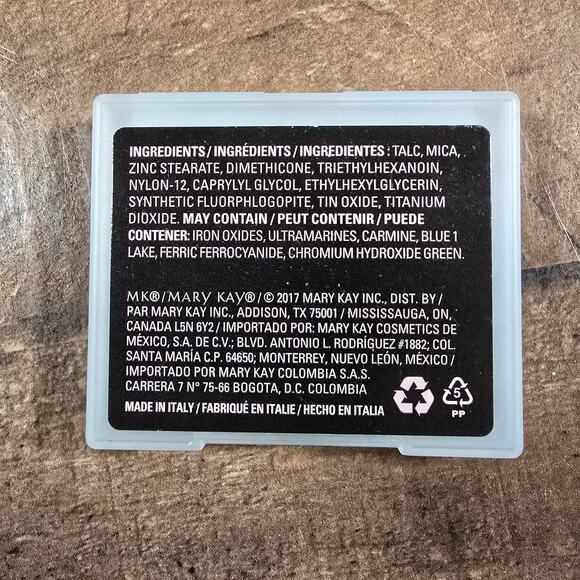 INGREDIENTS / INGRÉDIENTS / INGREDIENTES : TALC, MICA,
ZINC STEARATE, DIMETHICONE, TRIETHYLHEXANOIN,
NYLON-12, CAPRYLYL GLYCOL, ETHYLHEXYLGLYCERIN,
SYNTHETIC FLUORPHLOGOPITE, TIN OXIDE, TITANIUM
DIOXIDE. MAY CONTAIN / PEUT CONTENIR / PUEDE
CONTENER: IRON OXIDES, ULTRAMARINES, CARMINE, BLUE 1
LAKE, FERRIC FERROCYANIDE, CHROMIUM HYDROXIDE GREEN.
MK® / MARY KAY® / © 2017 MARY KAY INC., DIST. BY /
PAR MARY KAY INC., ADDISON, TX 75001 / MISSISSAUGA, ON,
CANADA L5N 6Y2 / IMPORTADO POR: MARY KAY COSMETICS DE
MÉXICO, S.A. DE C.V.; BLVD. ANTONIO L. RODRÍGUEZ #1882; COL.
SANTA MARÍA C.P. 64650; MONTERREY, NUEVO LEÓN, MÉXICO /
IMPORTADO POR MARY KAY COLOMBIA S.A.S.
CARRERA 7 N° 75-66 BOGOTA, D.C. COLOMBIA
MADE IN ITALY / FABRIQUÉ EN ITALIE / HECHO EN ITALIA
5
PP